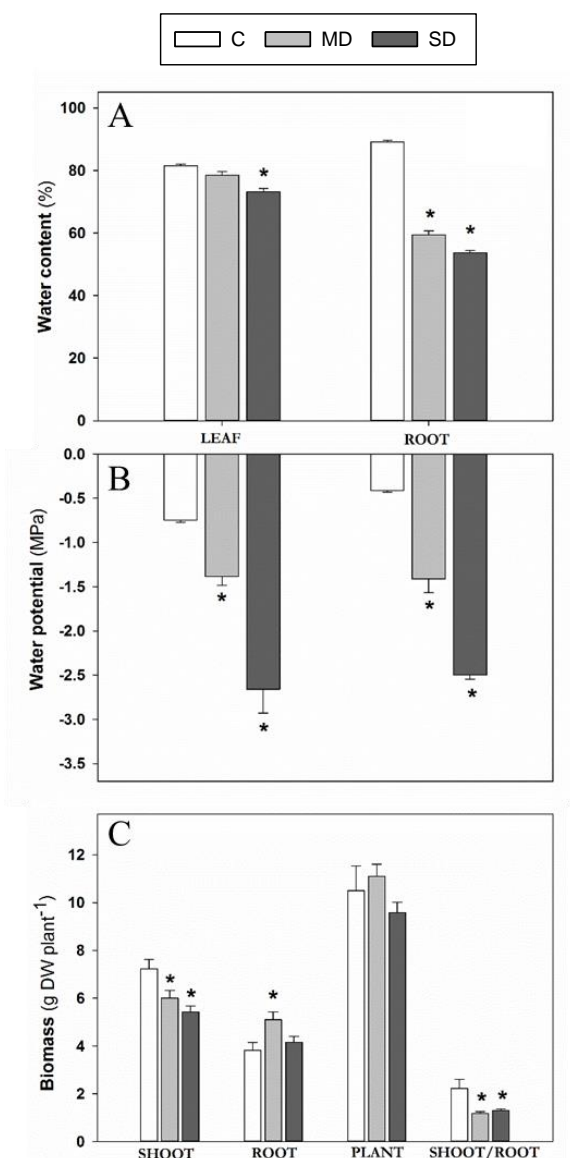 C MD SD
A
Water content (%)
100
80
60
40
20
0
* * *
LEAF ROOT
B
Water potential (MPa)
0.0
-0.5
-1.0
-1.5
-2.0
-2.5
-3.0
-3.5
* * * *
C
Biomass (g DW plant⁻¹)
12
10
8
6
4
2
0
* * * * *
SHOOT ROOT PLANT SHOOT/ROOT